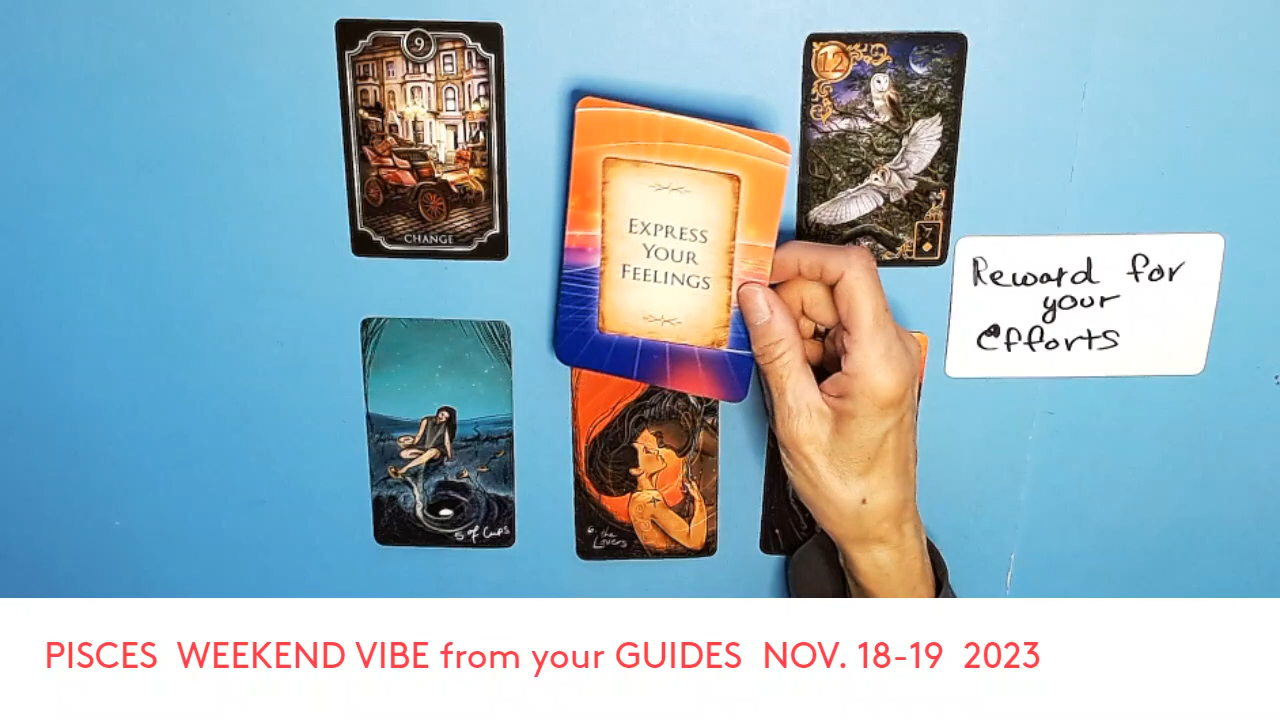 9
CHANGE
12
7
EXPRESS
YOUR
FEELINGS
Reward for
your
Efforts
5 of Cups
6. the
Lovers
PISCES WEEKEND VIBE from your GUIDES NOV. 18-19 2023